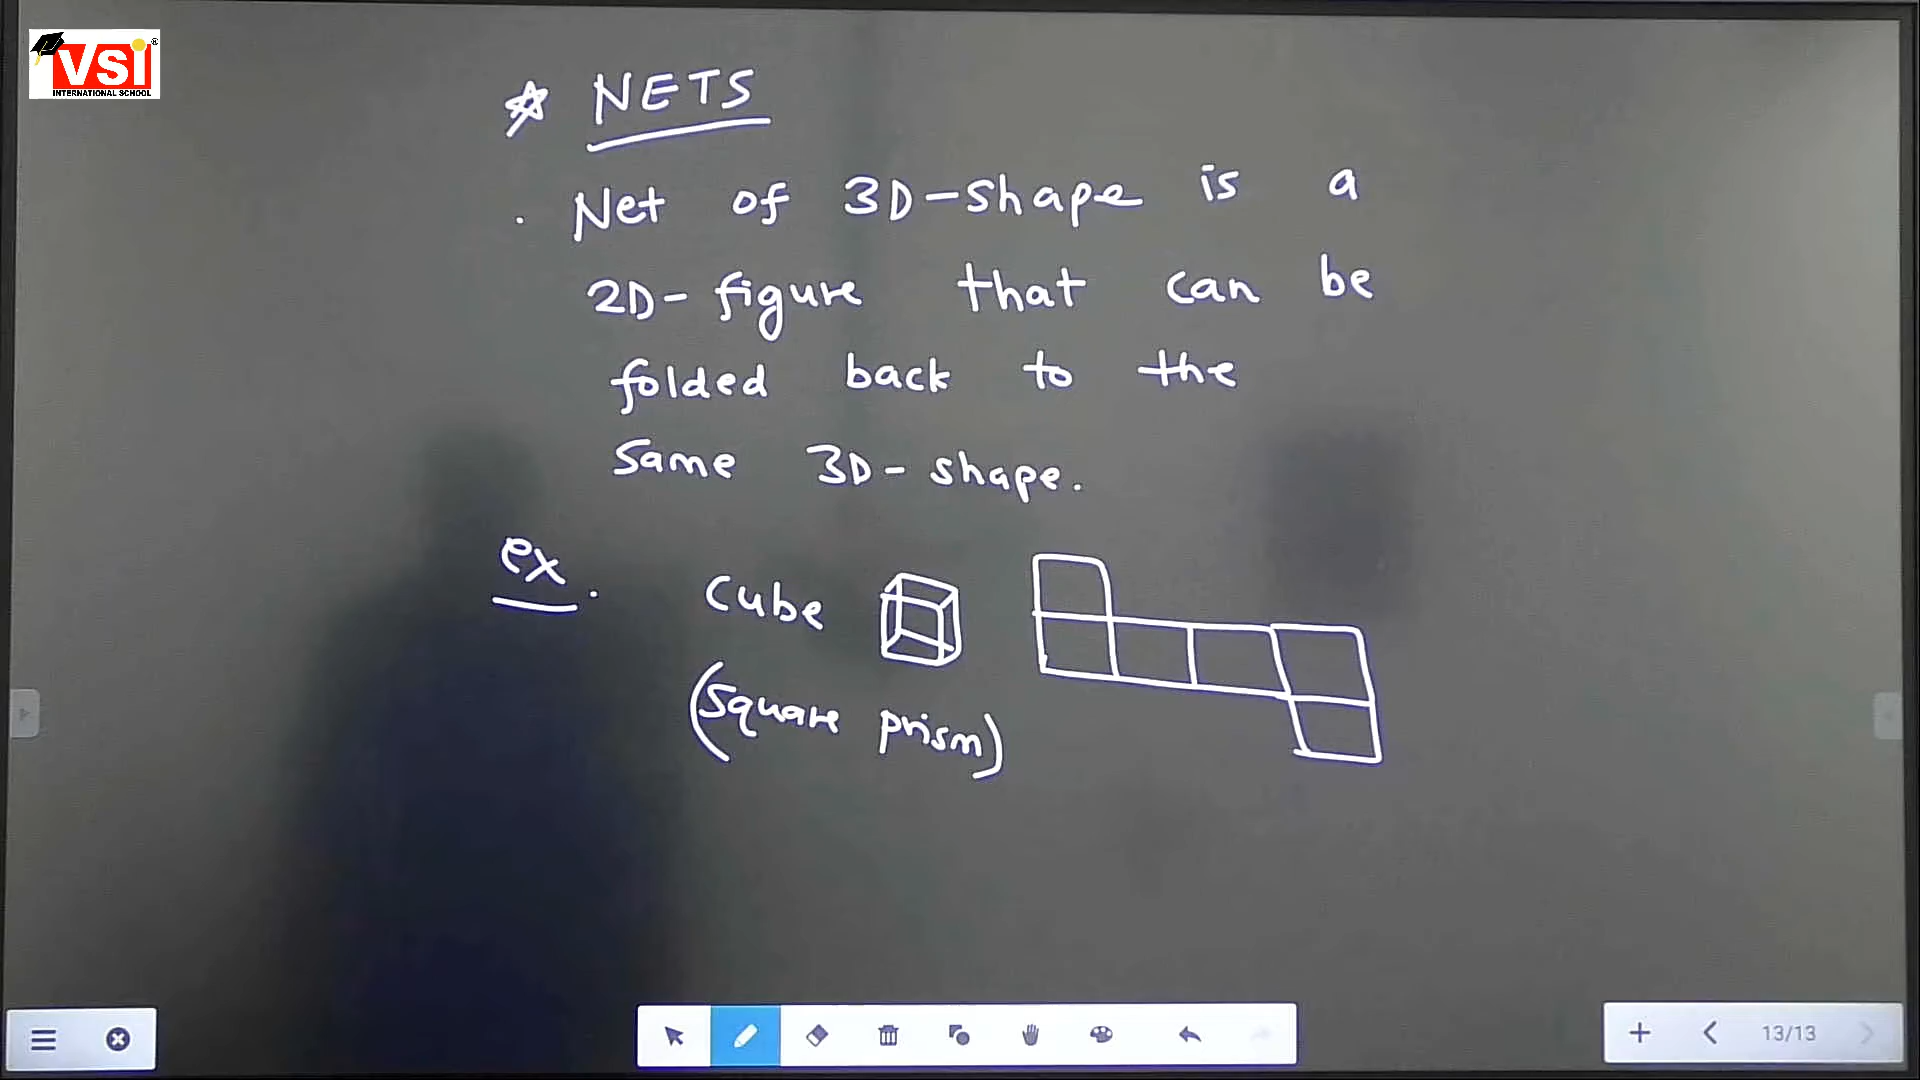 VSI
INTERNATIONAL SCHOOL
NETS
. Net of 3D-shape is a
2D-figure that can be
folded back to the
Same 3D-shape.
ex.
Cube
(Square prism)
13/13